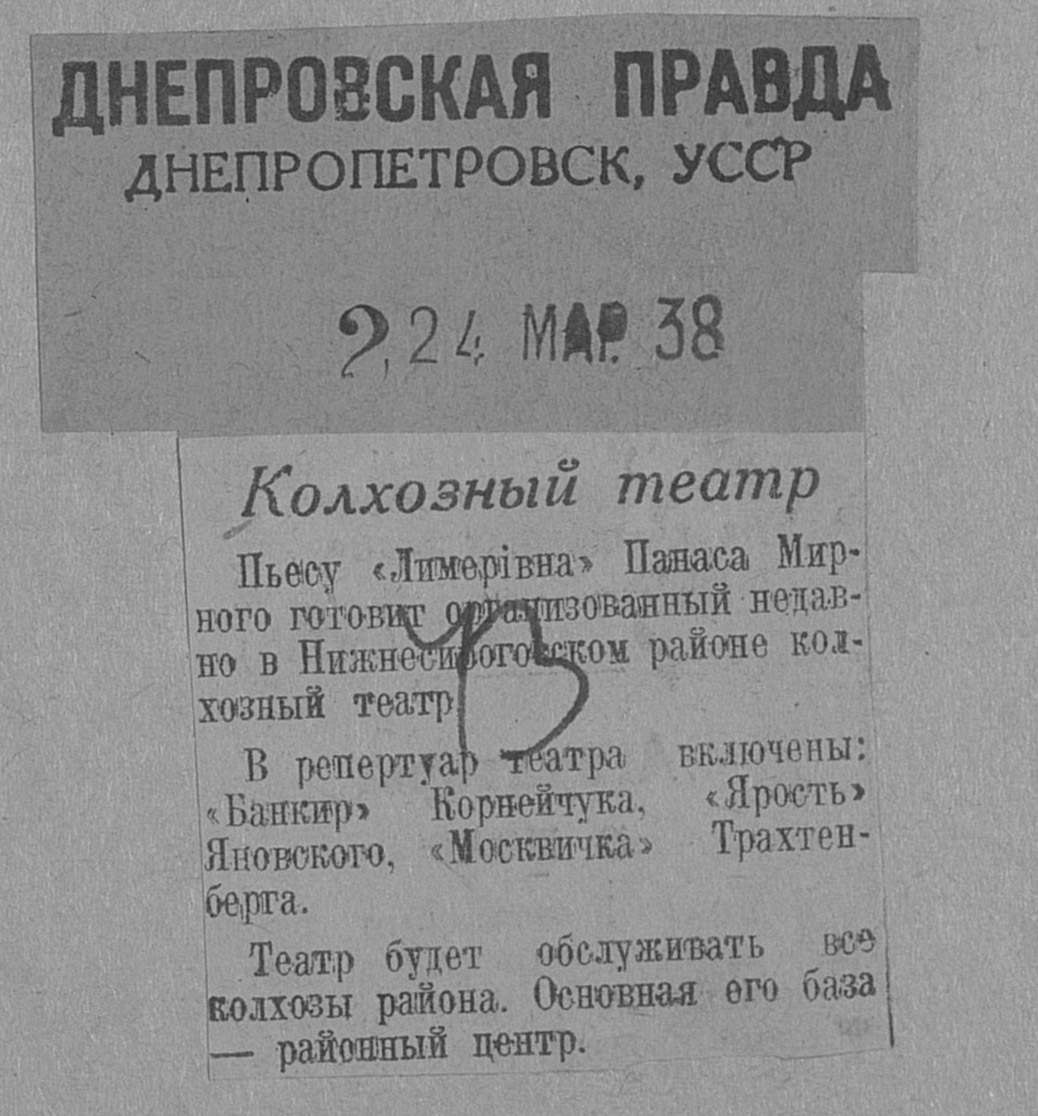 ДНЕПРОВСКАЯ ПРАВДА
ДНЕПРОПЕТРОВСК, УССР
2, 24 МАР. 38
Колхозный театр
Пьесу «Лимерівна» Панаса Мир-
ного готовит организованный недав-
но в Нижнесирогозском районе кол-
хозный театр
В репертуар театра включены:
«Банкир» Корнейчука, «Ярость»
Яновского, «Москвичка» Трахтен-
берга.
Театр будет обслуживать все
колхозы района. Основная его база
— районный центр.